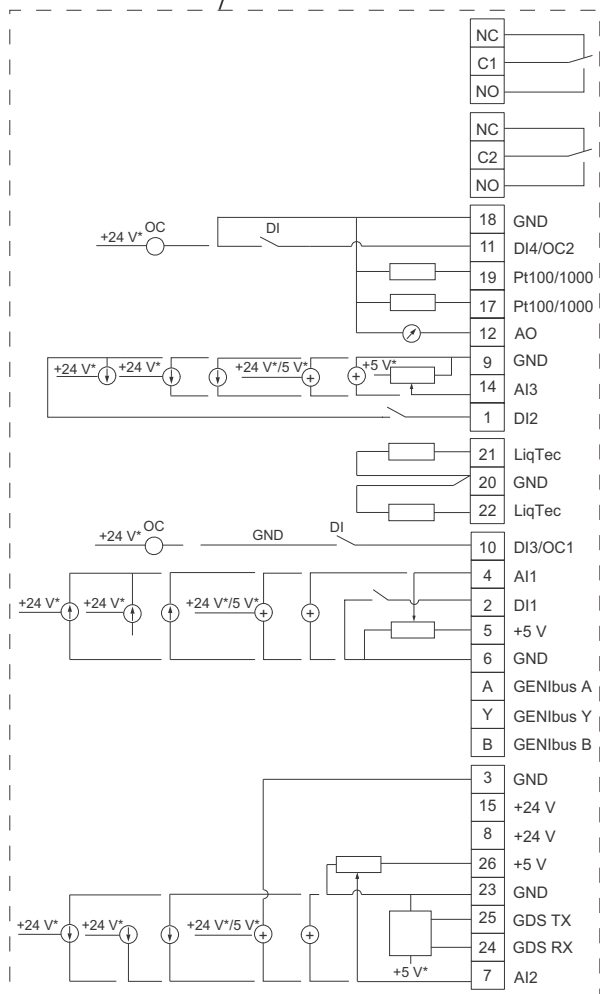 NC
C1
NO
NC
C2
NO
18 GND
+24 V* OC DI 11 DI4/OC2
19 Pt100/1000
17 Pt100/1000
12 AO
9 GND
+24 V* +24 V* +24 V*/5 V* +5 V*
14 AI3
1 DI2
21 LiqTec
20 GND
22 LiqTec
+24 V* OC GND DI 10 DI3/OC1
4 AI1
+24 V* +24 V* +24 V*/5 V* 2 DI1
5 +5 V
6 GND
A GENIbus A
Y GENIbus Y
B GENIbus B
3 GND
15 +24 V
8 +24 V
26 +5 V
23 GND
+24 V* +24 V* +24 V*/5 V* 25 GDS TX
24 GDS RX
+5 V* 7 AI2